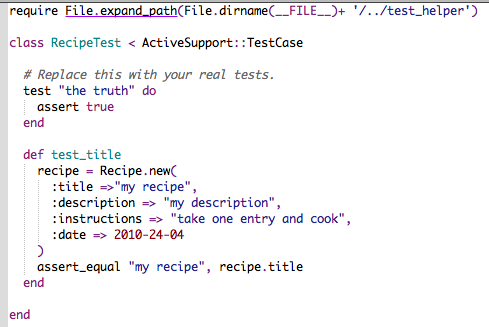 require File.expand_path(File.dirname(__FILE__)+ '/../test_helper')
class RecipeTest < ActiveSupport::TestCase
# Replace this with your real tests.
test "the truth" do
assert true
end
def test_title
recipe = Recipe.new(
:title =>"my recipe",
:description => "my description",
:instructions => "take one entry and cook",
:date => 2010-24-04
)
assert_equal "my recipe", recipe.title
end
end